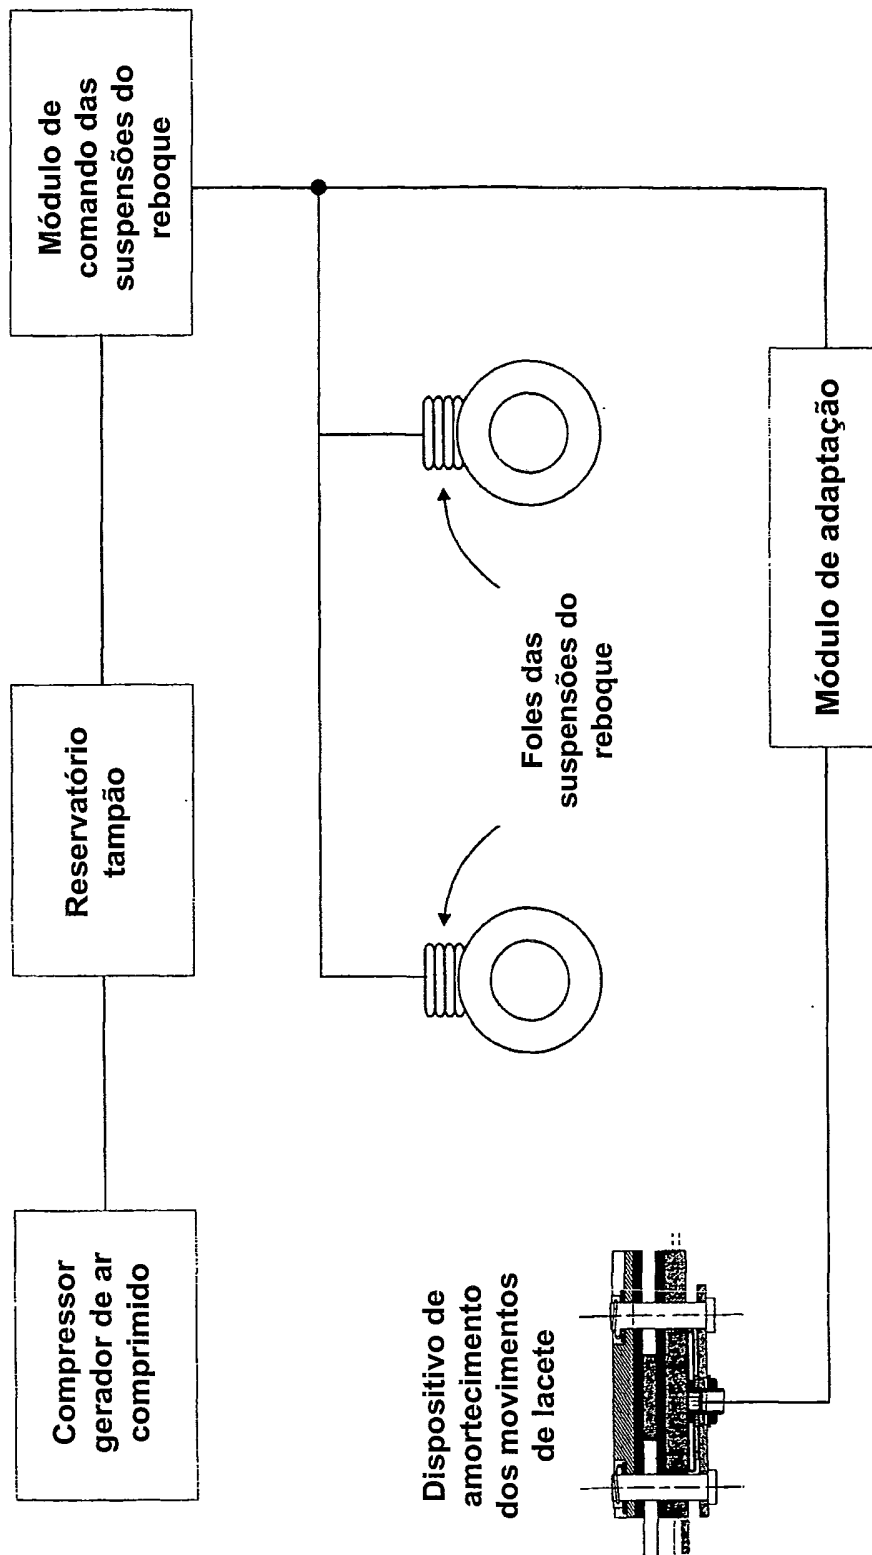 Compressor
gerador de ar
comprimido
Reservatório
tampão
Módulo de
comando das
suspensões do
reboque
Foles das
suspensões do
reboque
Dispositivo de
amortecimento
dos movimentos
de lacete
Módulo de adaptação